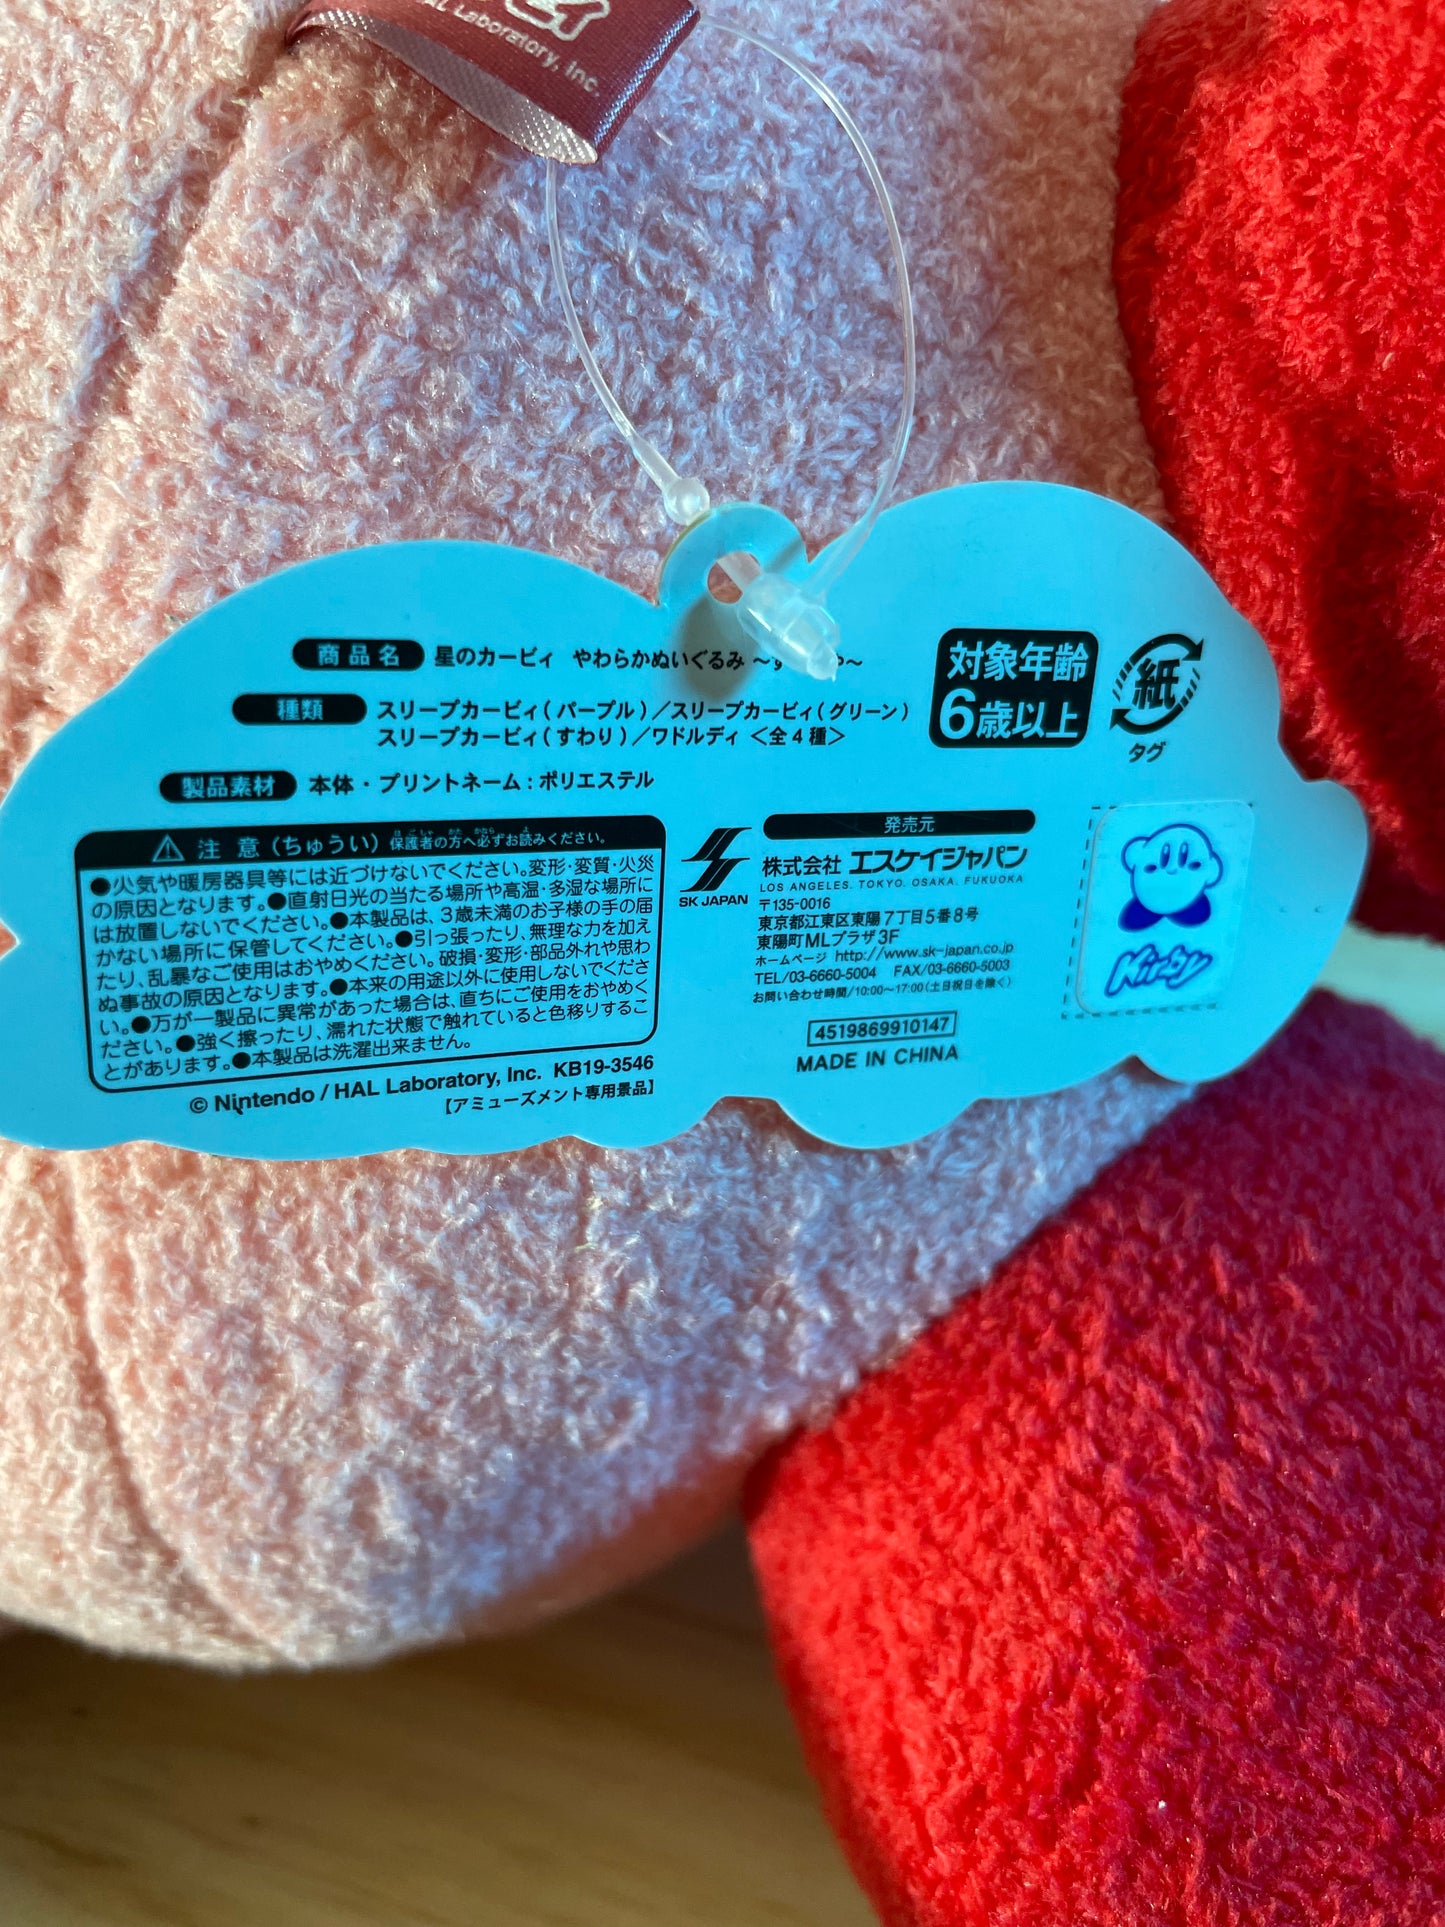 HAL Laboratory, Inc.
商品名 星のカービィ やわらかぬいぐるみ
種類 スリープカービィ(パープル)／スリープカービィ(グリーン)
スリープカービィ(すわり)／ワドルディ ＜全4種＞
製品素材 本体・プリントネーム：ポリエステル
対象年齢
6歳以上
紙
タグ
注意(ちゅうい) 保護者の方へ必ずお読みください。
●火気や暖房器具等には近づけないでください。変形・変質・火災
の原因となります。●直射日光の当たる場所や高温・多湿な場所に
は放置しないでください。●本製品は、3歳未満のお子様の手の届
かない場所に保管してください。●引っ張ったり、無理な力を加え
たり、乱暴なご使用はおやめください。破損・変形・部品外れや思わ
ぬ事故の原因となります。●本来の用途以外に使用しないでくださ
い。●万が一製品に異常があった場合は、直ちにご使用をおやめく
ださい。●強く擦ったり、濡れた状態で触れていると色移りするこ
とがあります。●本製品は洗濯出来ません。
© Nintendo / HAL Laboratory, Inc. KB19-3546
【アミューズメント専用景品】
SK JAPAN
発売元
株式会社 エスケイジャパン
LOS ANGELES. TOKYO. OSAKA. FUKUOKA
〒135-0016
東京都江東区東陽7丁目5番8号
東陽町MLプラザ3F
ホームページ http://www.sk-japan.co.jp
TEL/03-6660-5004 FAX/03-6660-5003
お問い合わせ時間/10:00〜17:00(土日祝日を除く)
4519869910147
MADE IN CHINA
Kirby